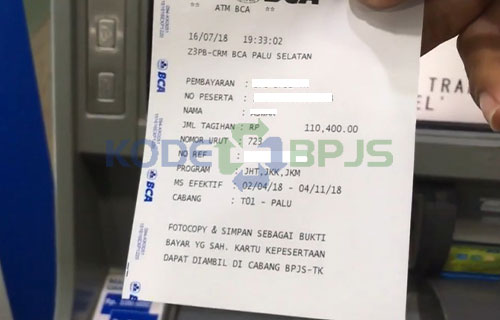 BCA
** ATM BCA **
16/07/18 19:33:02
Z3PB-CRM BCA PALU SELATAN
PEMBAYARAN :
NO PESERTA :
NAMA :
JML TAGIHAN: RP 110,400.00
NOMOR URUT : 723
NO REF :
PROGRAM : JHT,JKK,JKM
MS EFEKTIF : 02/04/18 - 04/11/18
CABANG : T01 - PALU
FOTOCOPY & SIMPAN SEBAGAI BUKTI
BAYAR YG SAH. KARTU KEPESERTAAN
DAPAT DIAMBIL DI CABANG BPJS-TK
BCA
BCA
KODE BPJS